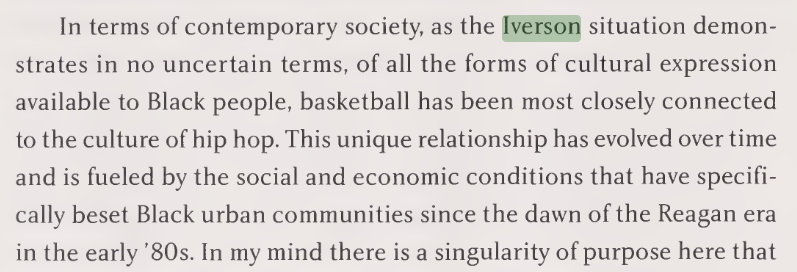 In terms of contemporary society, as the Iverson situation demon-
strates in no uncertain terms, of all the forms of cultural expression
available to Black people, basketball has been most closely connected
to the culture of hip hop. This unique relationship has evolved over time
and is fueled by the social and economic conditions that have specifi-
cally beset Black urban communities since the dawn of the Reagan era
in the early ’80s. In my mind there is a singularity of purpose here that